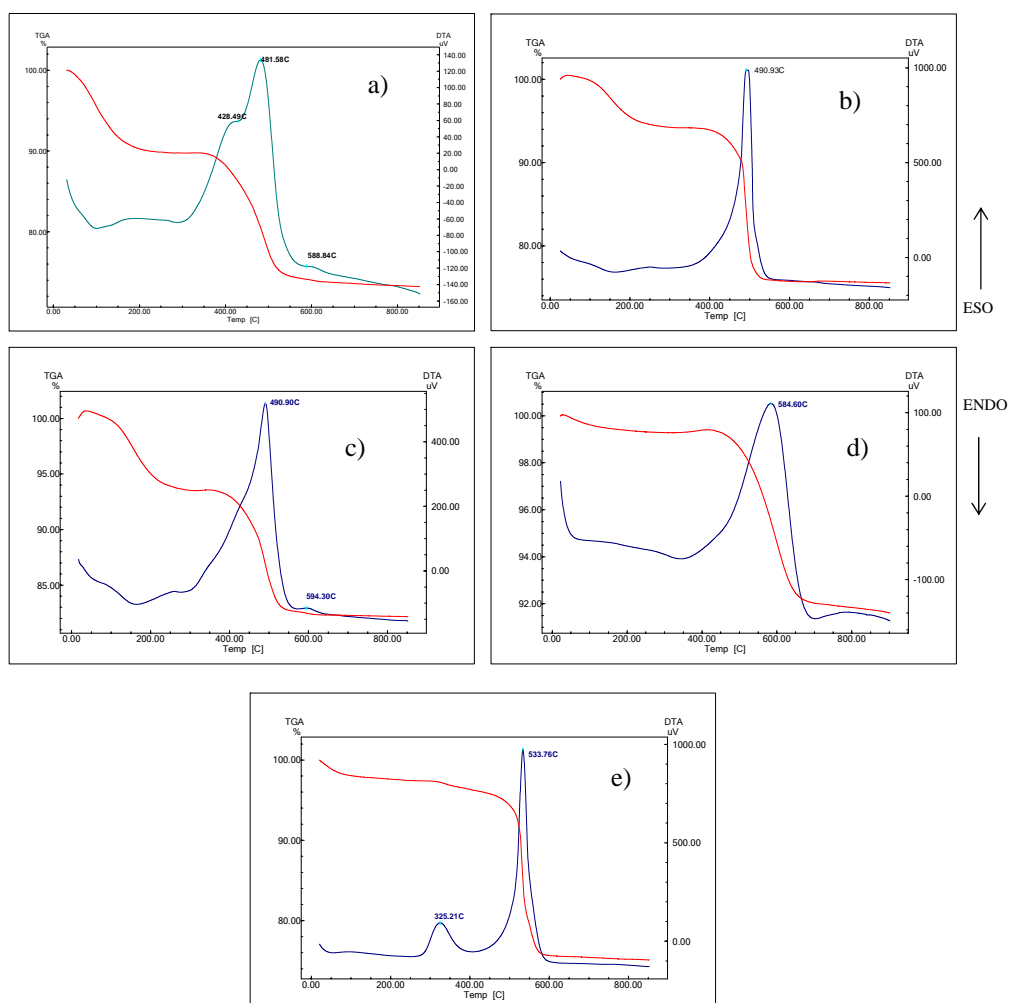 TGA
%
DTA
uV
140.00
120.00
100.00
80.00
60.00
40.00
20.00
0.00
-20.00
-40.00
-60.00
-80.00
-100.00
-120.00
-140.00
-160.00
100.00
90.00
80.00
481.58C
428.49C
588.84C
a)
0.00
200.00
400.00
600.00
800.00
Temp [C]
TGA
%
DTA
uV
100.00
95.00
90.00
85.00
80.00
75.00
1000.00
500.00
0.00
490.93C
b)
0.00
200.00
400.00
600.00
800.00
Temp [C]
ESO
TGA
%
DTA
uV
100.00
95.00
90.00
85.00
400.00
200.00
0.00
490.90C
594.30C
c)
0.00
200.00
400.00
600.00
800.00
Temp [C]
TGA
%
DTA
uV
100.00
98.00
96.00
94.00
92.00
100.00
0.00
-100.00
584.60C
d)
0.00
200.00
400.00
600.00
800.00
Temp [C]
ENDO
TGA
%
DTA
uV
100.00
90.00
80.00
1000.00
500.00
0.00
533.76C
325.21C
e)
0.00
200.00
400.00
600.00
800.00
Temp [C]